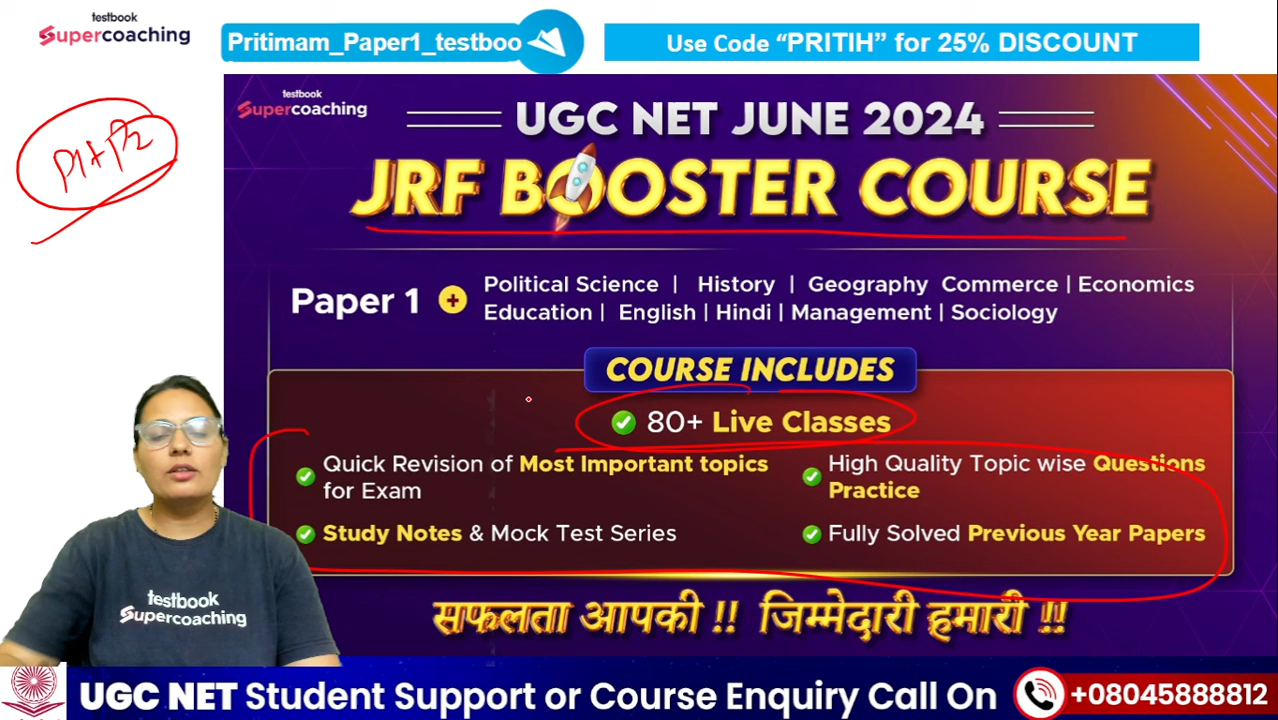 testbook
Supercoaching
Pritimam_Paper1_testboo
Use Code “PRITIH” for 25% DISCOUNT
P1+P2
testbook
Supercoaching
UGC NET JUNE 2024
JRF BOOSTER COURSE
Paper 1 + Political Science | History | Geography Commerce | Economics
Education | English | Hindi | Management | Sociology
COURSE INCLUDES
80+ Live Classes
Quick Revision of Most Important topics
for Exam
High Quality Topic wise Questions
Practice
Study Notes & Mock Test Series
Fully Solved Previous Year Papers
testbook
Supercoaching
सफलता आपकी !! जिम्मेदारी हमारी !!
UGC NET Student Support or Course Enquiry Call On +08045888812